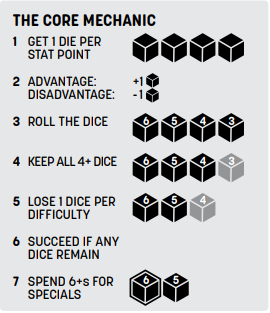 THE CORE MECHANIC
1 GET 1 DIE PER
STAT POINT
2 ADVANTAGE: +1
DISADVANTAGE: -1
3 ROLL THE DICE 6 5 4 3
4 KEEP ALL 4+ DICE 6 5 4 3
5 LOSE 1 DICE PER
DIFFICULTY 6 5 4
6 SUCCEED IF ANY
DICE REMAIN
7 SPEND 6+s FOR
SPECIALS 6 5